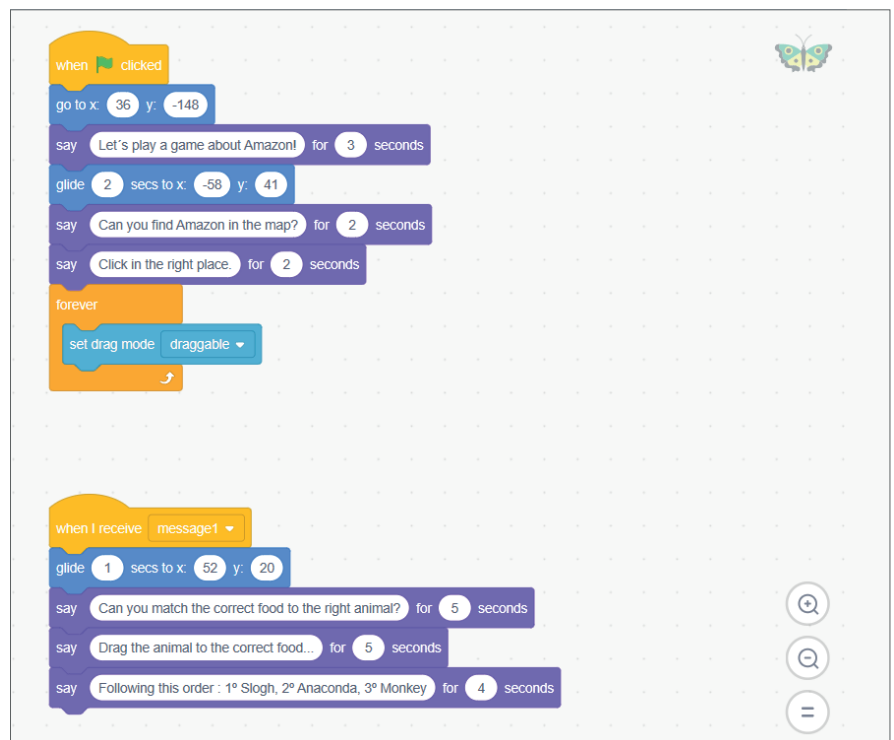 when clicked
go to x: 36 y: -148
say Let´s play a game about Amazon! for 3 seconds
glide 2 secs to x: -58 y: 41
say Can you find Amazon in the map? for 2 seconds
say Click in the right place. for 2 seconds
forever
set drag mode draggable
when I receive message1
glide 1 secs to x: 52 y: 20
say Can you match the correct food to the right animal? for 5 seconds
say Drag the animal to the correct food... for 5 seconds
say Following this order : 1º Slogh, 2º Anaconda, 3º Monkey for 4 seconds